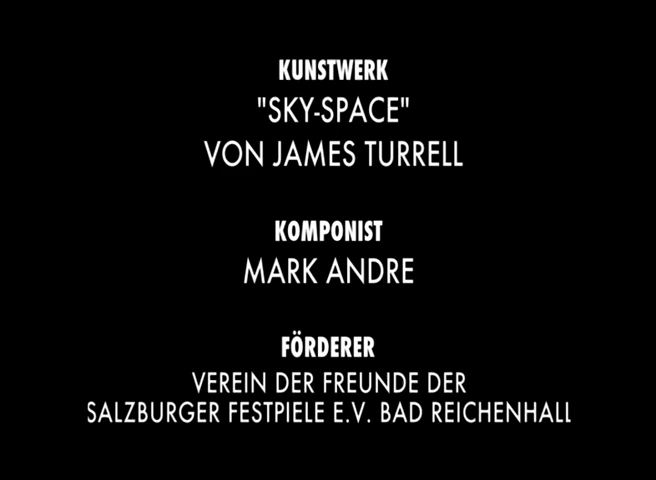 KUNSTWERK
"SKY-SPACE"
VON JAMES TURRELL
KOMPONIST
MARK ANDRE
FÖRDERER
VEREIN DER FREUNDE DER
SALZBURGER FESTPIELE E.V. BAD REICHENHALL